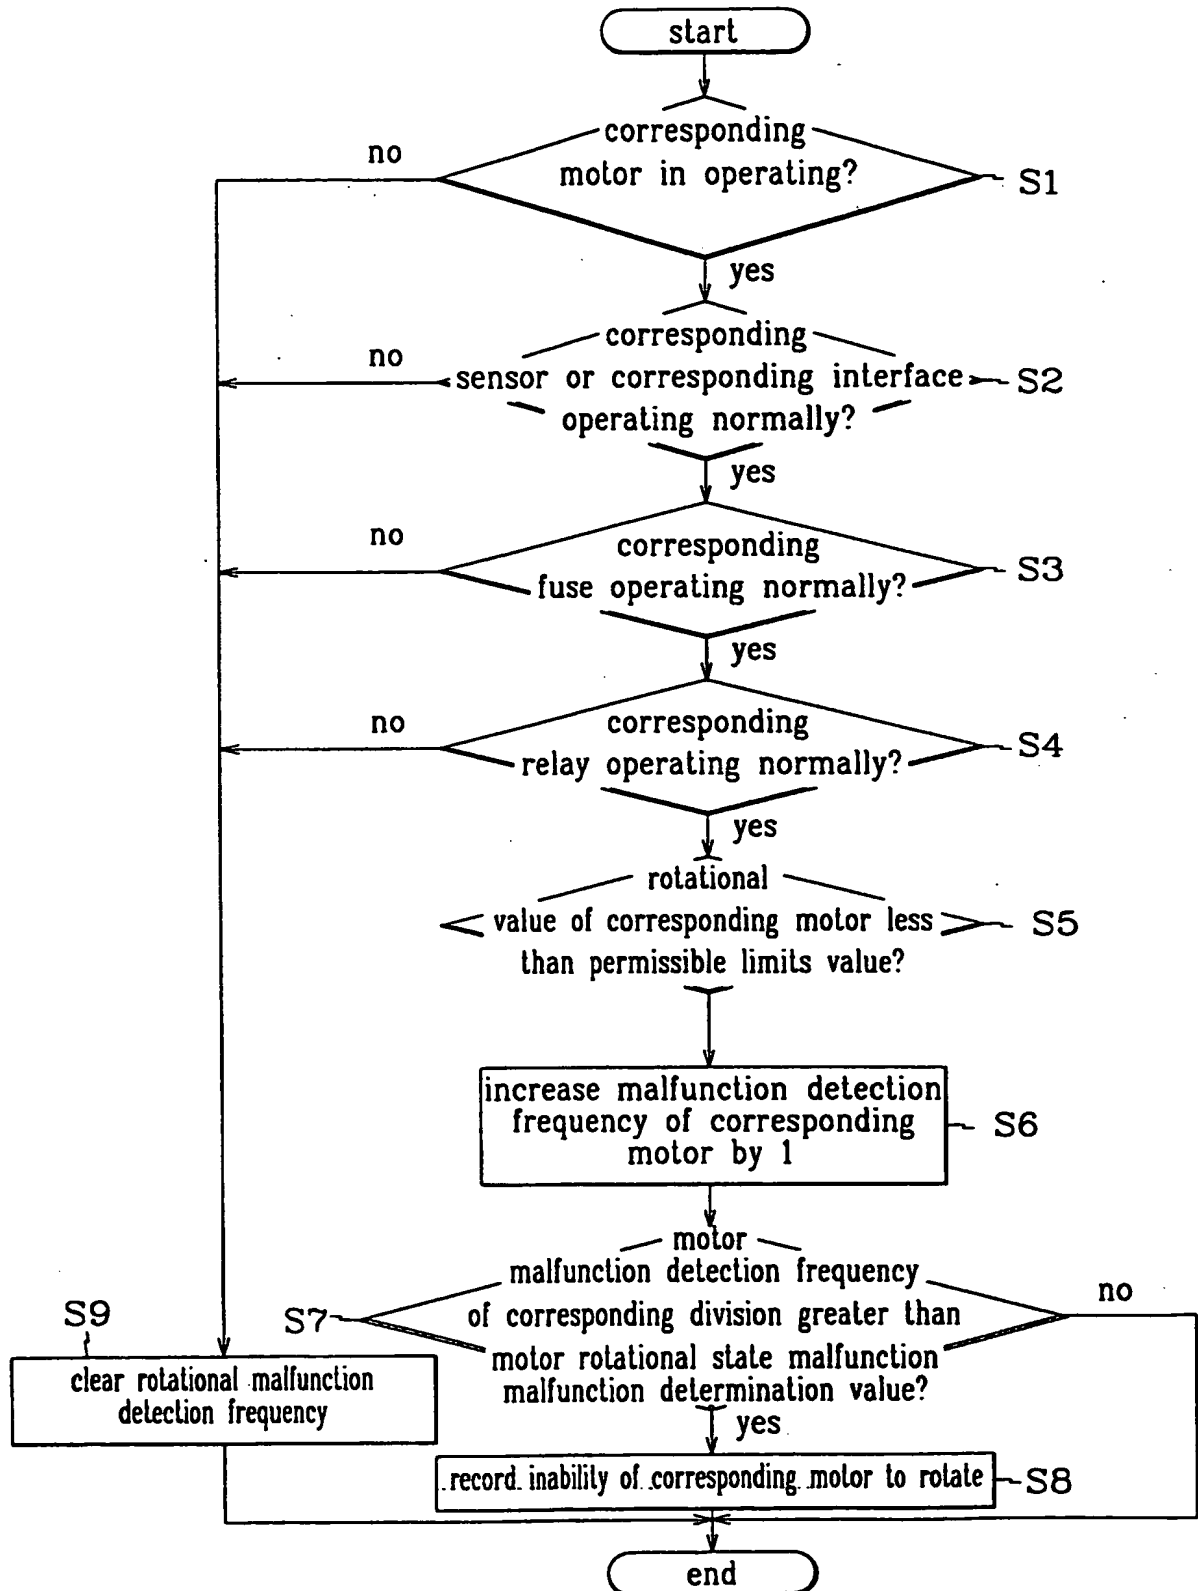 start
corresponding
motor in operating?
no
S1
yes
corresponding
sensor or corresponding interface
operating normally?
no
S2
yes
corresponding
fuse operating normally?
no
S3
yes
corresponding
relay operating normally?
no
S4
yes
rotational
value of corresponding motor less
than permissible limits value?
S5
increase malfunction detection
frequency of corresponding
motor by 1
S6
motor
malfunction detection frequency
of corresponding division greater than
motor rotational state malfunction
malfunction determination value?
S7
no
yes
S9
clear rotational malfunction
detection frequency
record inability of corresponding motor to rotate
S8
end